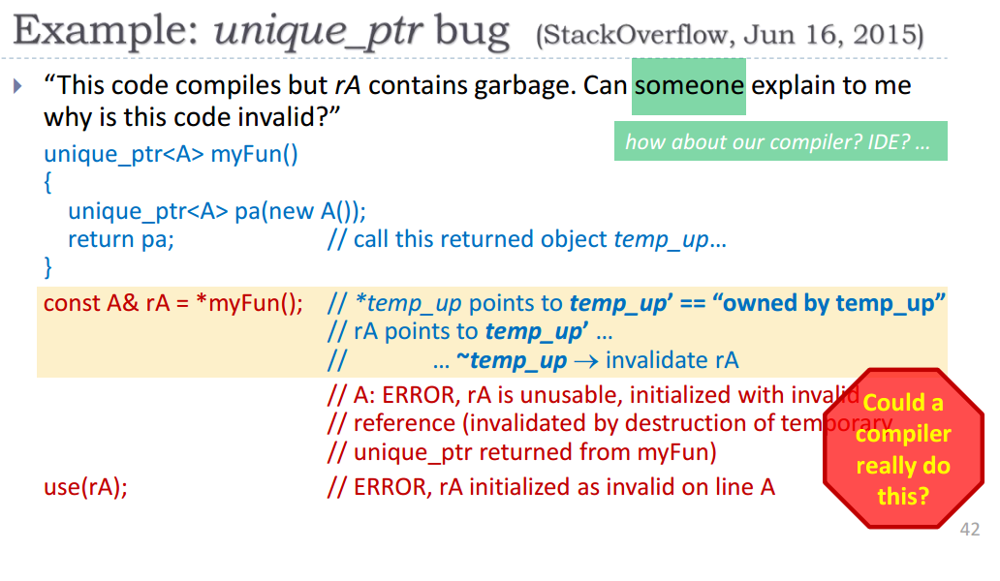 Example: unique_ptr bug (StackOverflow, Jun 16, 2015)
“This code compiles but rA contains garbage. Can someone explain to me
why is this code invalid?”
how about our compiler? IDE? …
unique_ptr<A> myFun()
{
unique_ptr<A> pa(new A());
return pa; // call this returned object temp_up…
}
const A& rA = *myFun(); // *temp_up points to temp_up’ == “owned by temp_up”
// rA points to temp_up’ …
// … ~temp_up → invalidate rA
// A: ERROR, rA is unusable, initialized with invalid
// reference (invalidated by destruction of temporary
// unique_ptr returned from myFun)
use(rA); // ERROR, rA initialized as invalid on line A
Could a
compiler
really do
this?
42